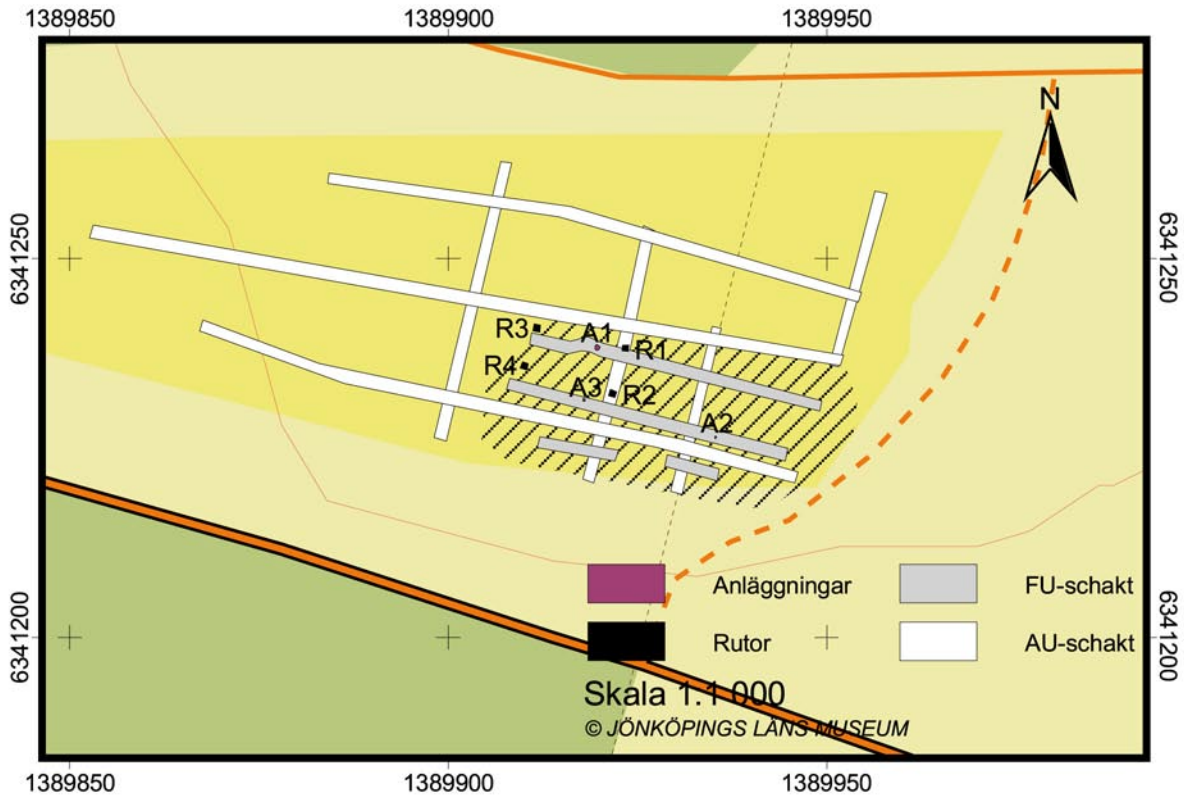 1389850 1389900 1389950
N
6341250 6341250
R3 A1 R1
R4
A3 R2
A2
Anläggningar FU-schakt
6341200 6341200
Rutor AU-schakt
Skala 1:1 000
© JÖNKÖPINGS LÄNS MUSEUM
1389850 1389900 1389950